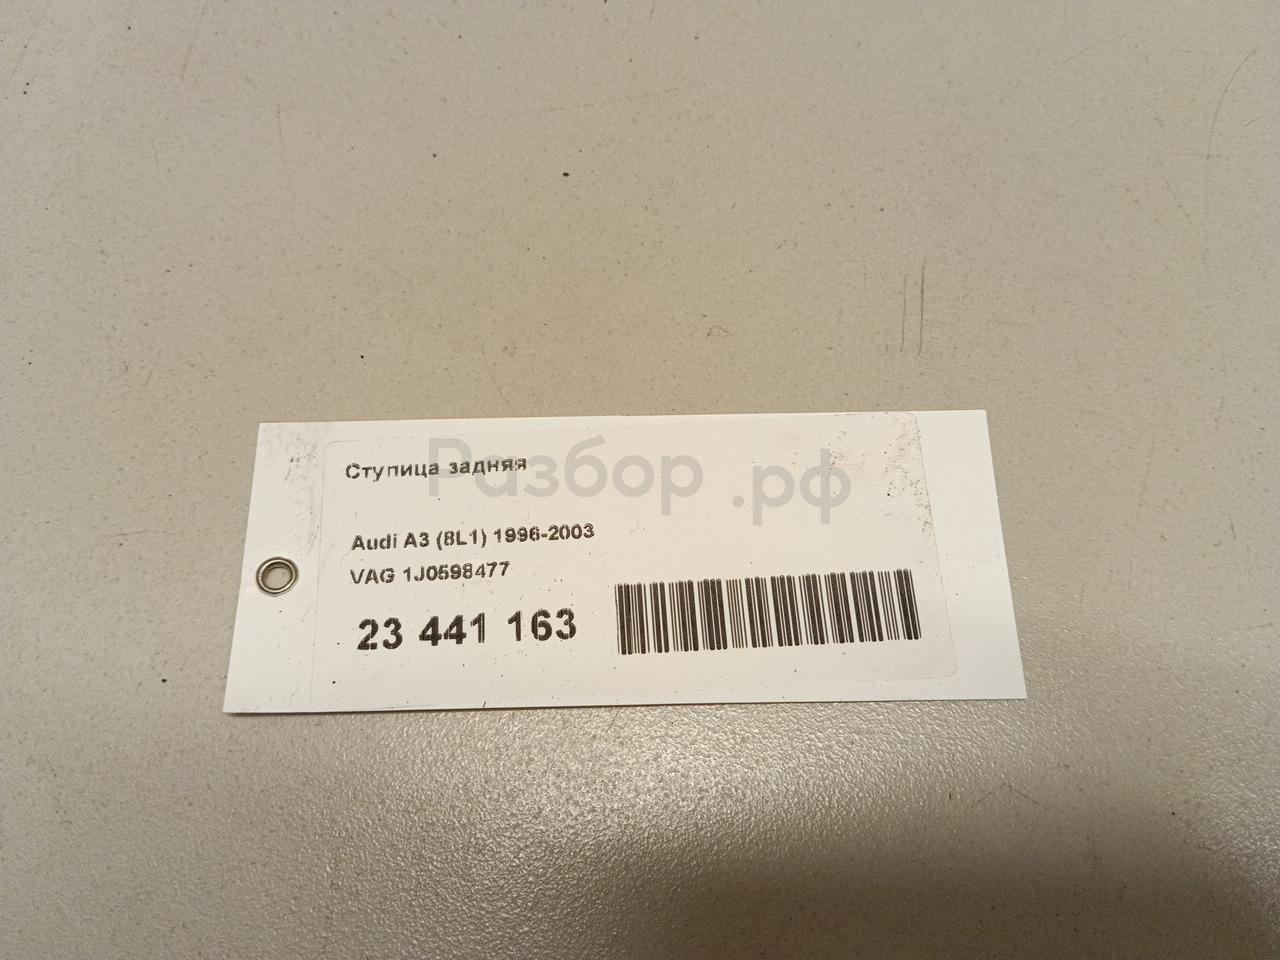 Ступица задняя
Разбор.рф
Audi A3 (8L1) 1996-2003
VAG 1J0598477
23 441 163